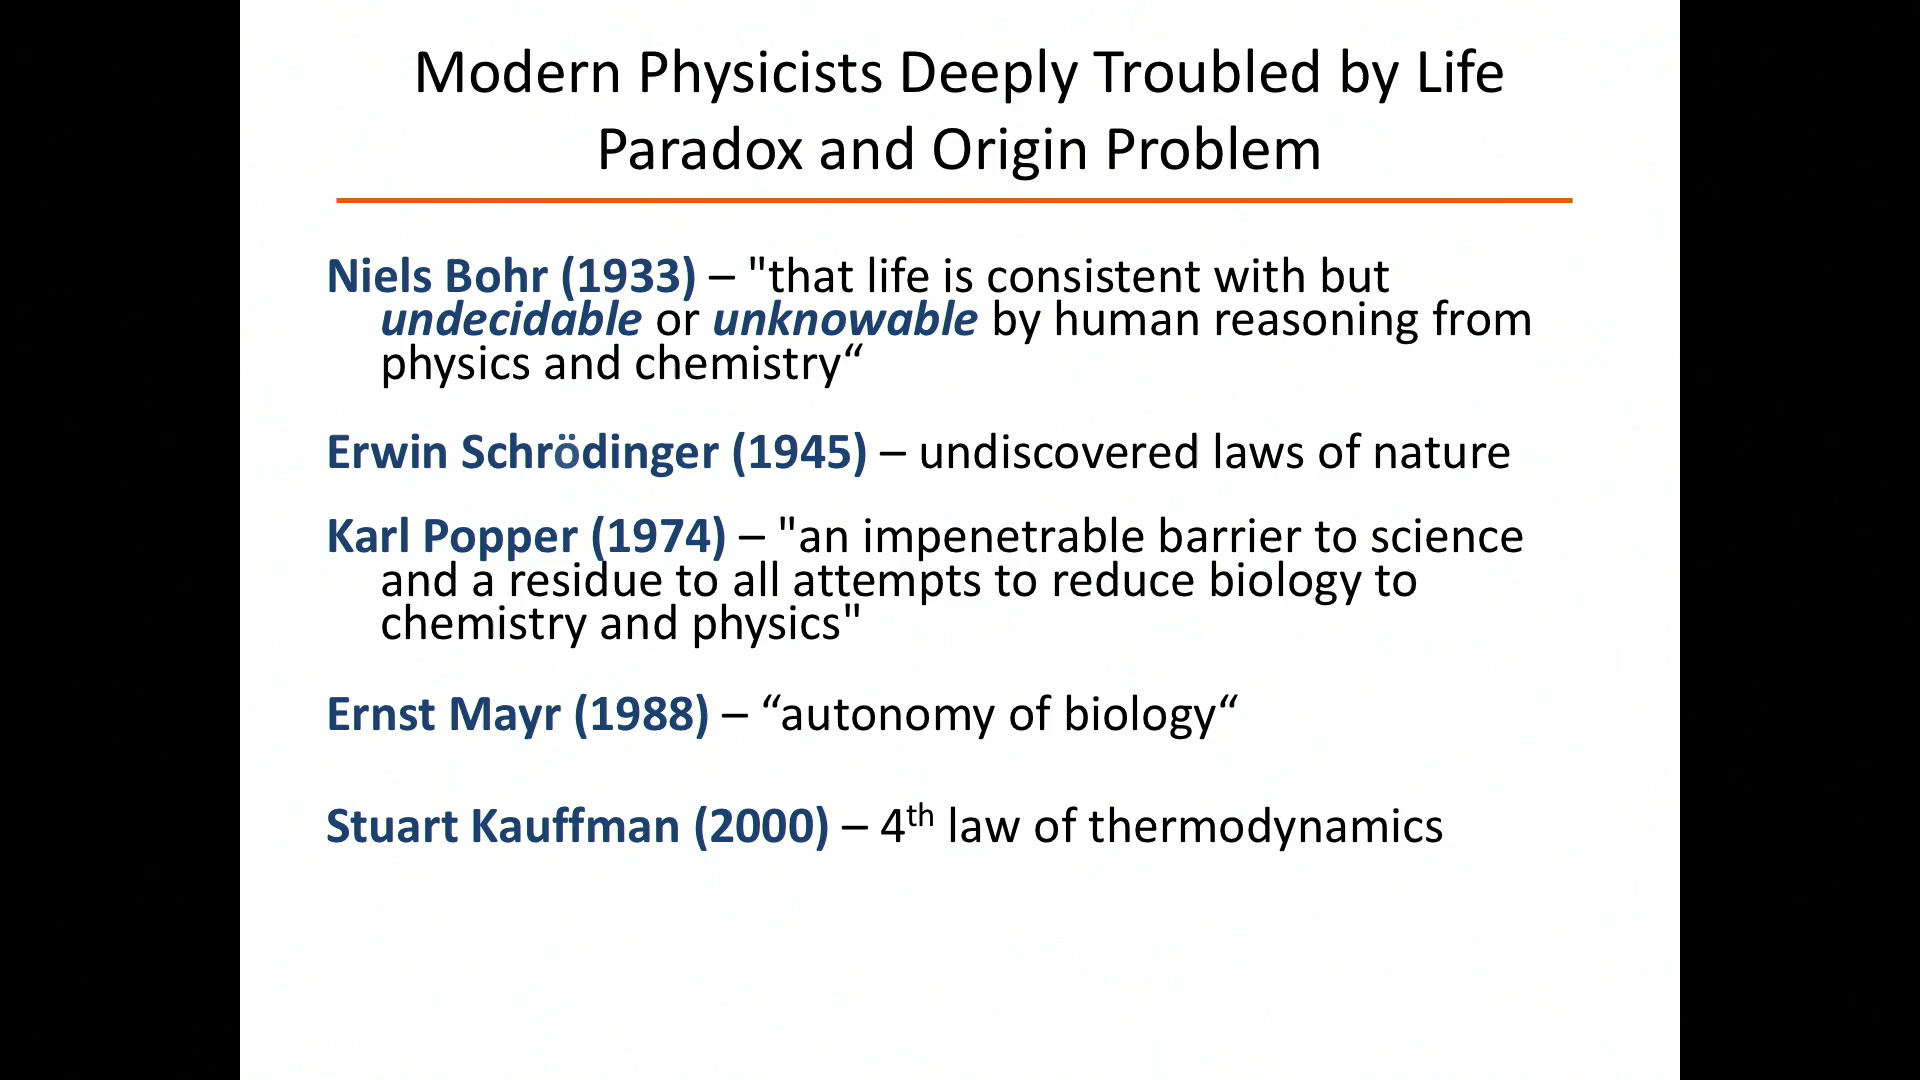 Modern Physicists Deeply Troubled by Life
Paradox and Origin Problem
Niels Bohr (1933) – "that life is consistent with but
undecidable or unknowable by human reasoning from
physics and chemistry“
Erwin Schrödinger (1945) – undiscovered laws of nature
Karl Popper (1974) – "an impenetrable barrier to science
and a residue to all attempts to reduce biology to
chemistry and physics"
Ernst Mayr (1988) – “autonomy of biology“
Stuart Kauffman (2000) – 4th law of thermodynamics